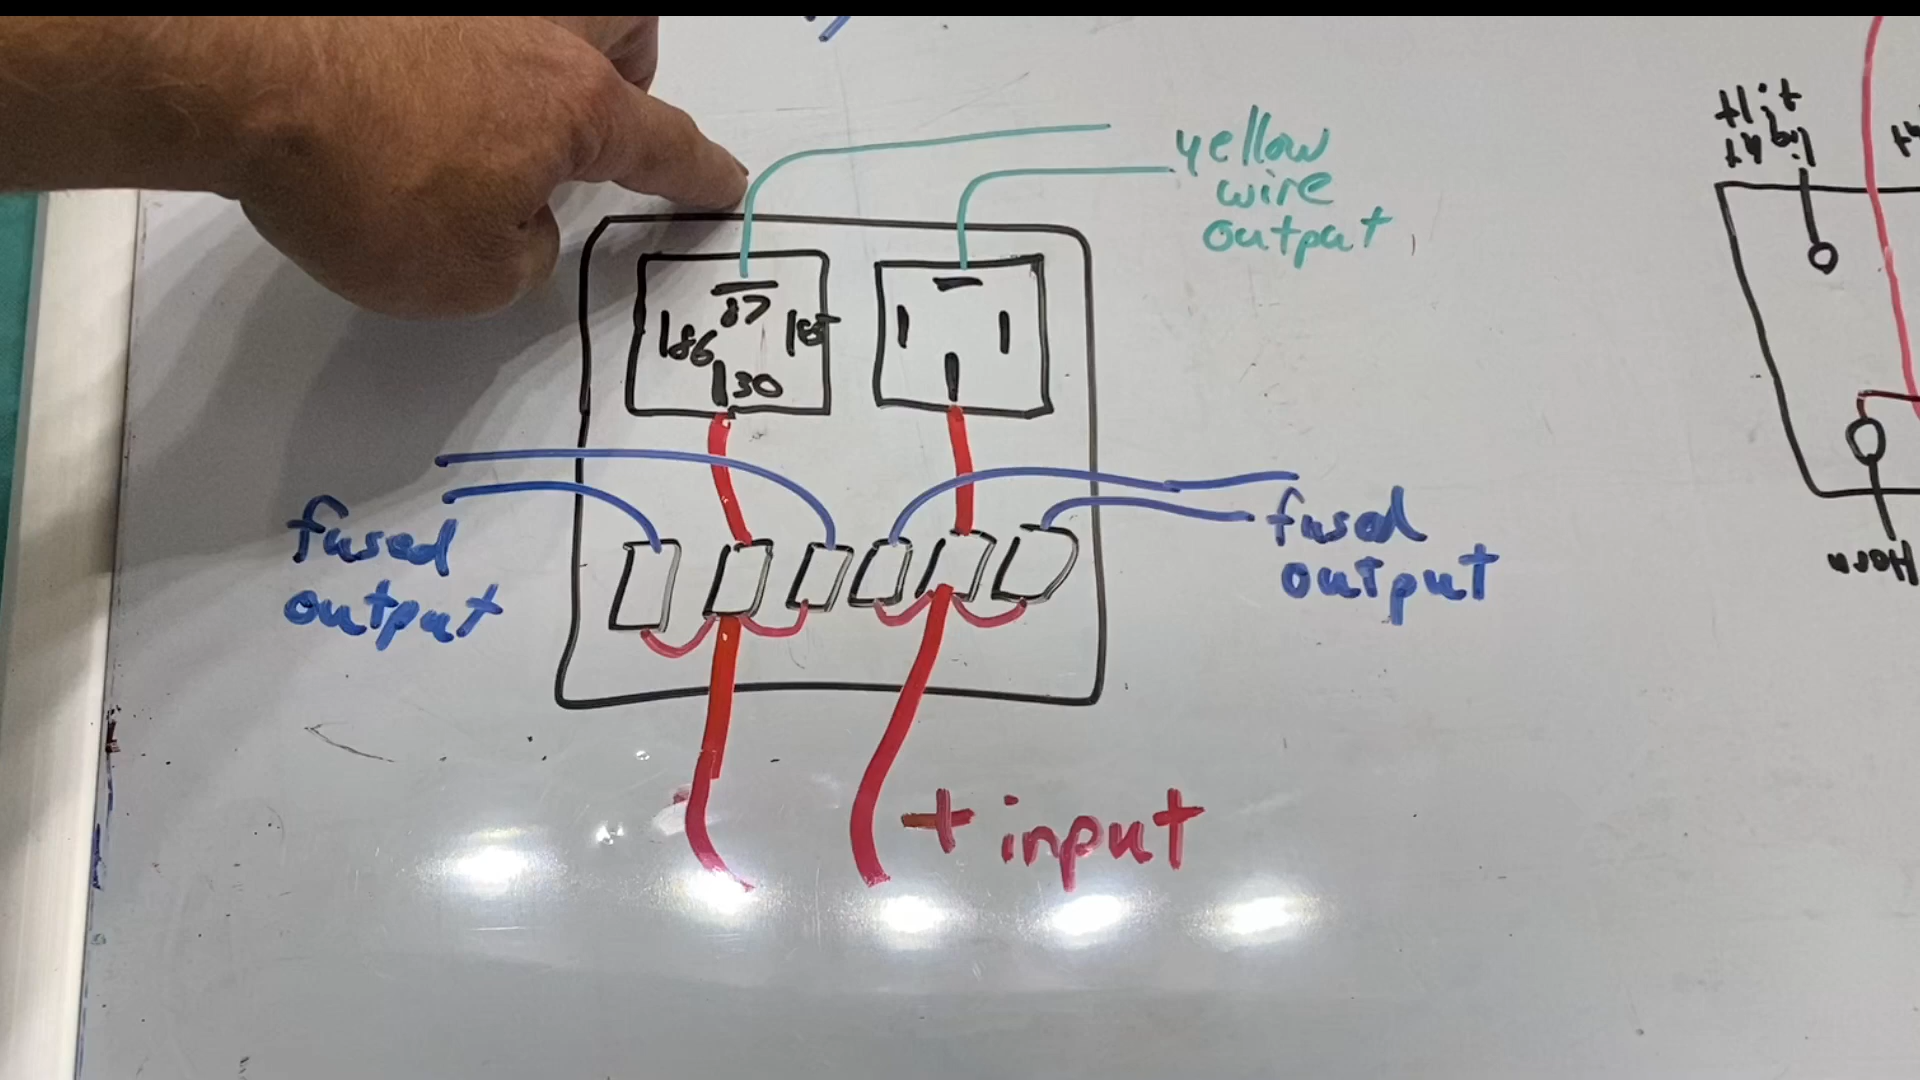 yellow
wire
output
87
86
85
30
fused
output
fused
output
+ input